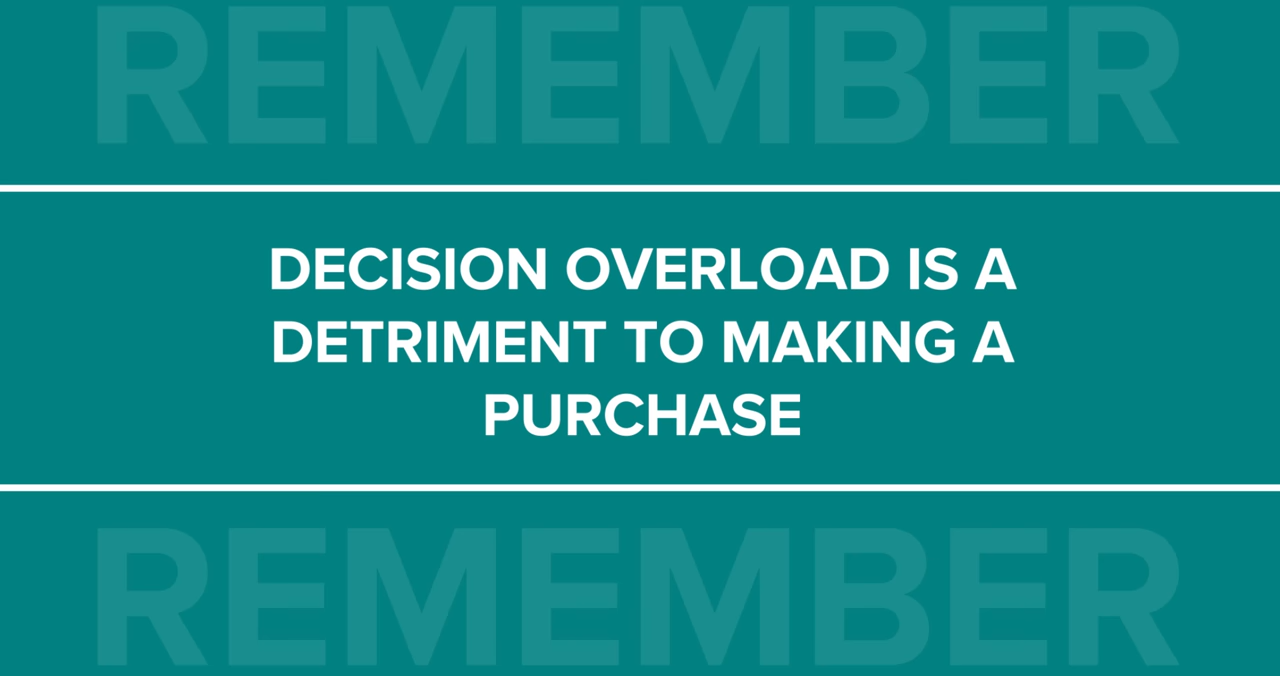 REMEMBER
DECISION OVERLOAD IS A
DETRIMENT TO MAKING A
PURCHASE
REMEMBER